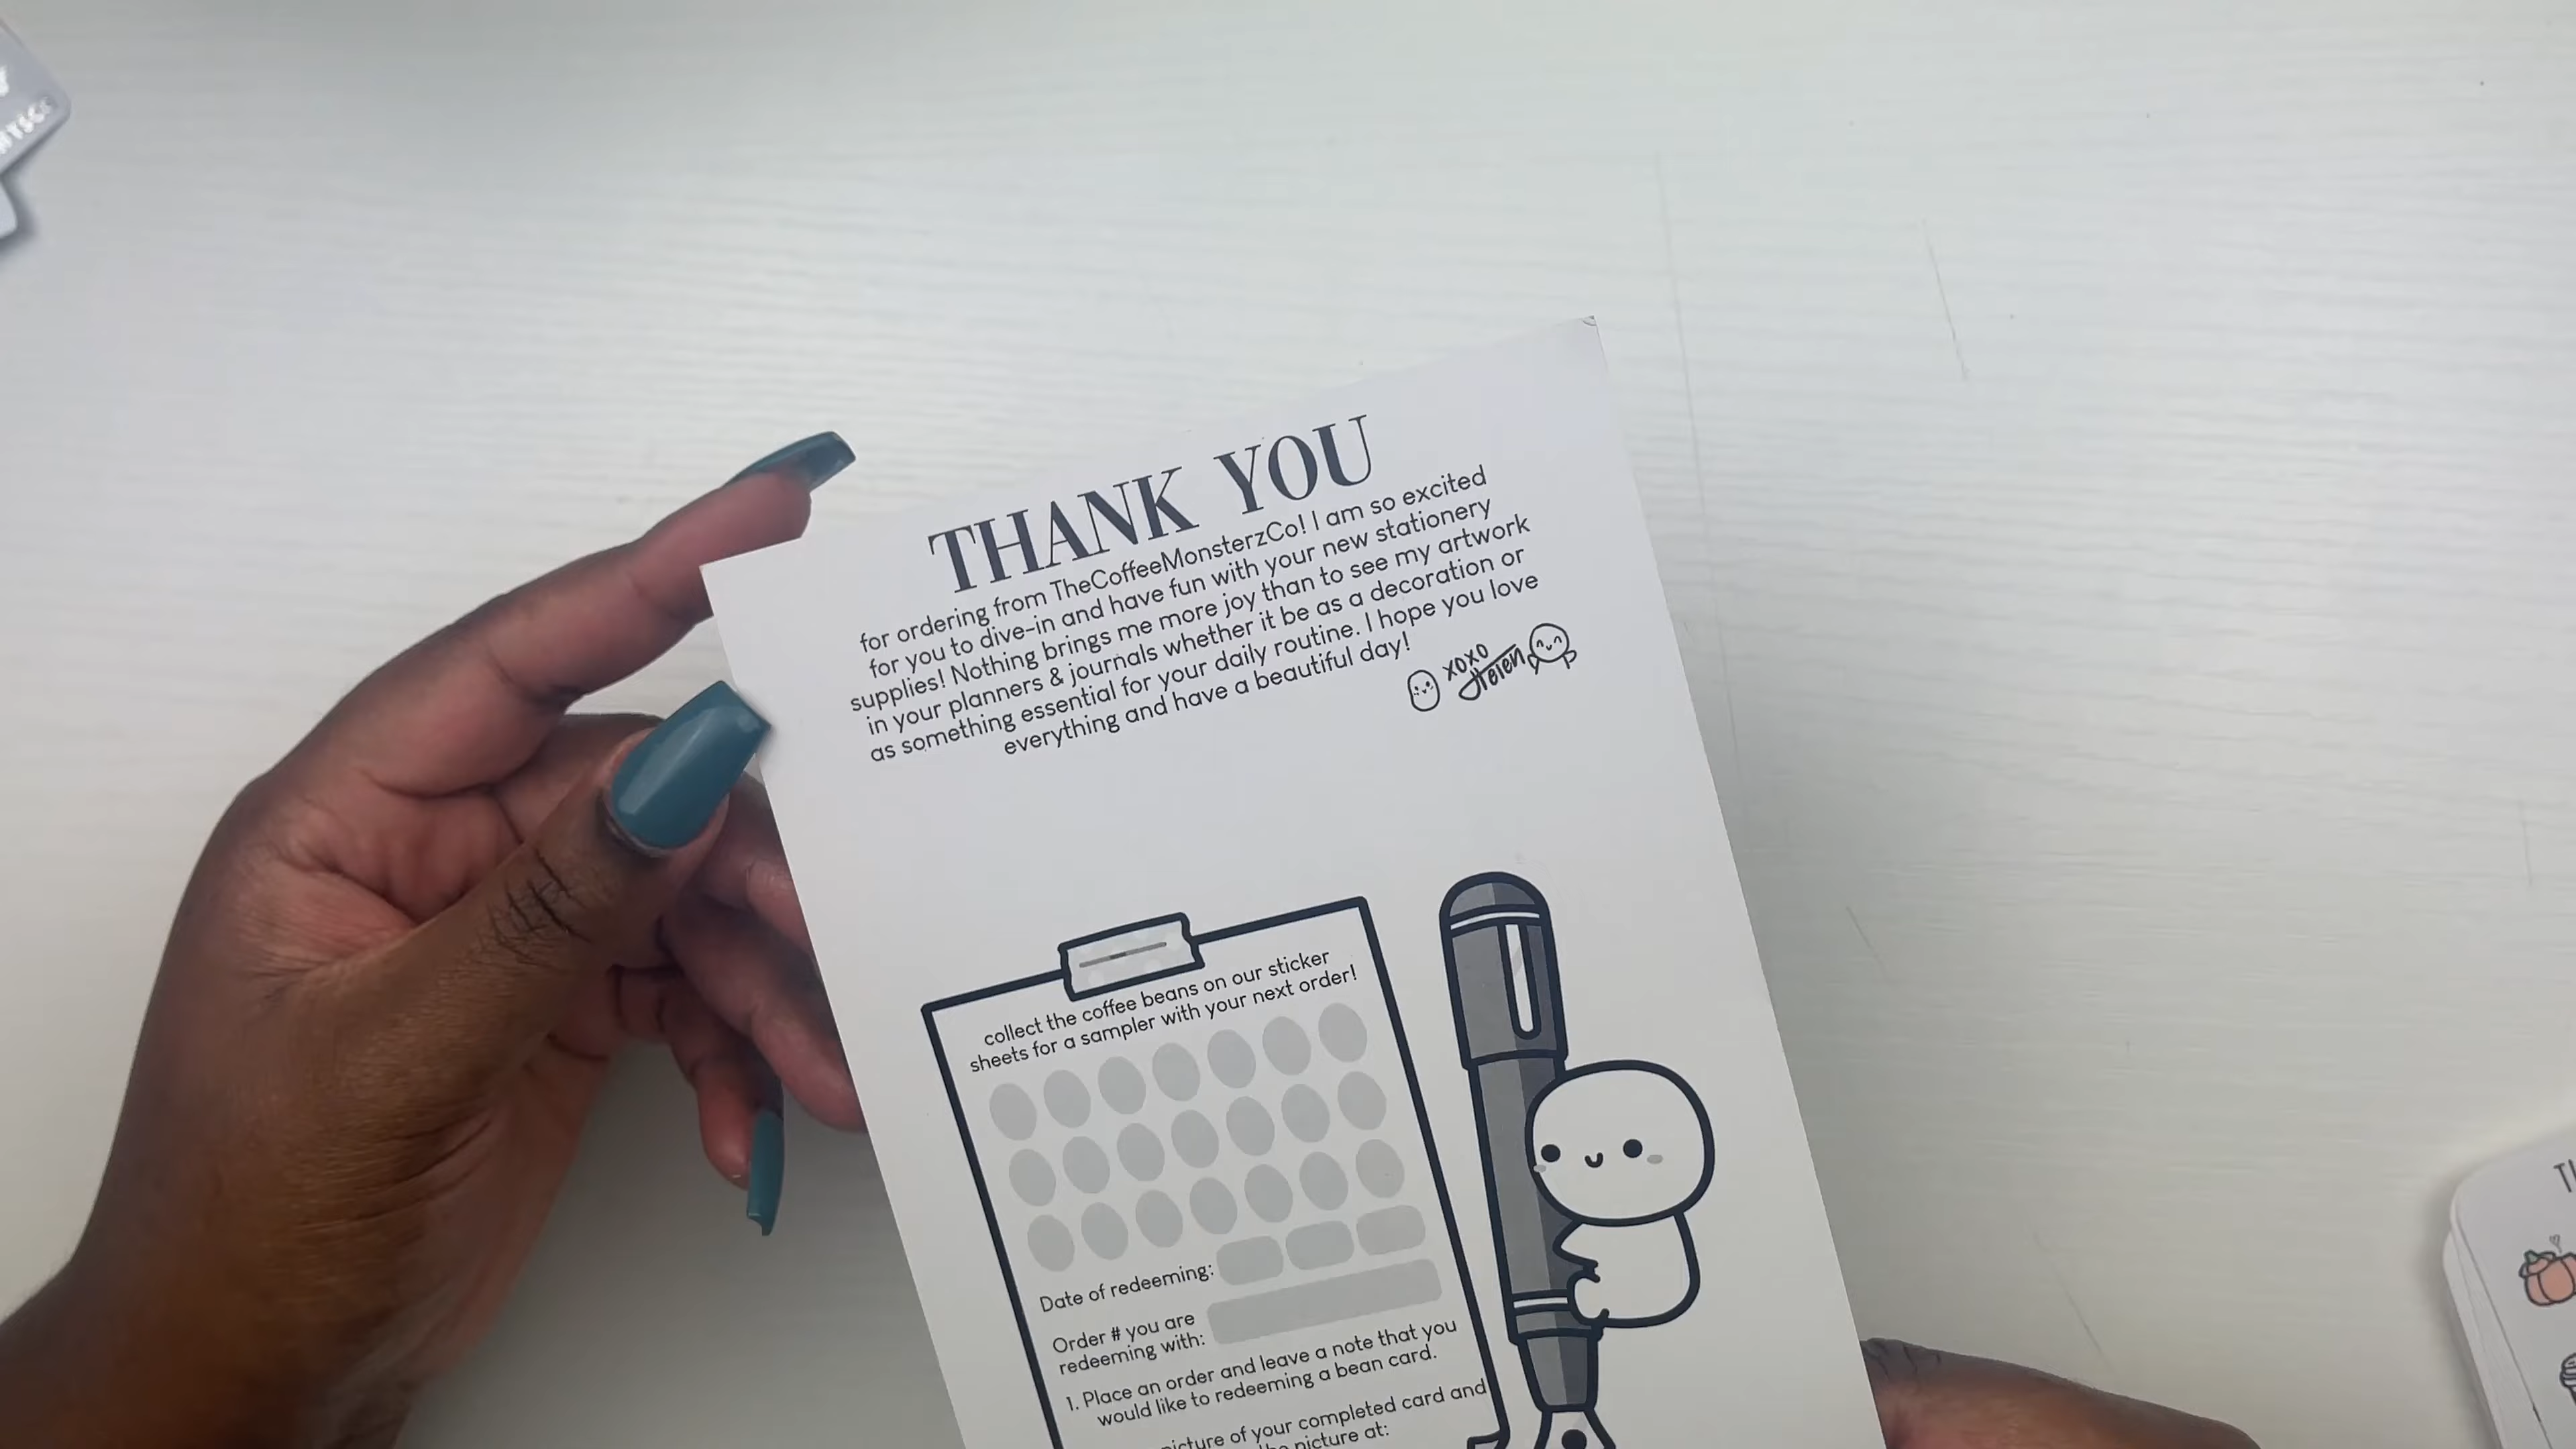 THANK YOU
for ordering from TheCoffeeMonsterzCo! I am so excited
for you to dive-in and have fun with your new stationery
supplies! Nothing brings me more joy than to see my artwork
in your planners & journals whether it be as a decoration or
as something essential for your daily routine. I hope you love
everything and have a beautiful day!
xoxo
Helen
collect the coffee beans on our sticker
sheets for a sampler with your next order!
Date of redeeming:
Order # you are
redeeming with:
1. Place an order and leave a note that you
would like to redeeming a bean card.
picture of your completed card and
picture at: